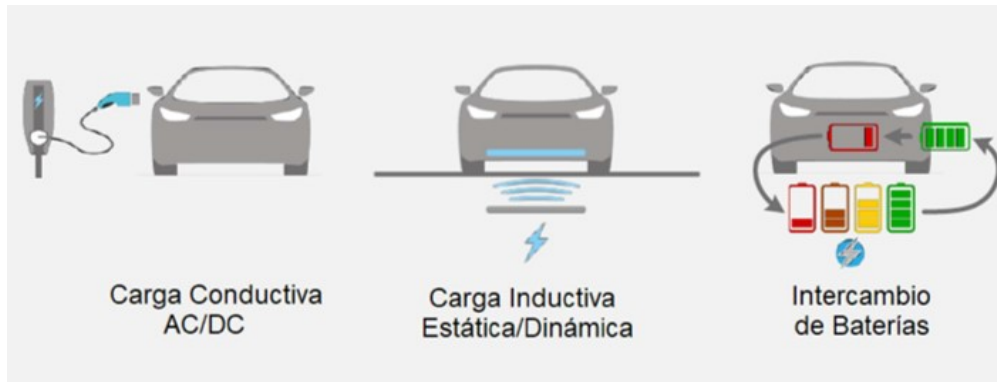 Carga Conductiva
AC/DC
Carga Inductiva
Estática/Dinámica
Intercambio
de Baterías